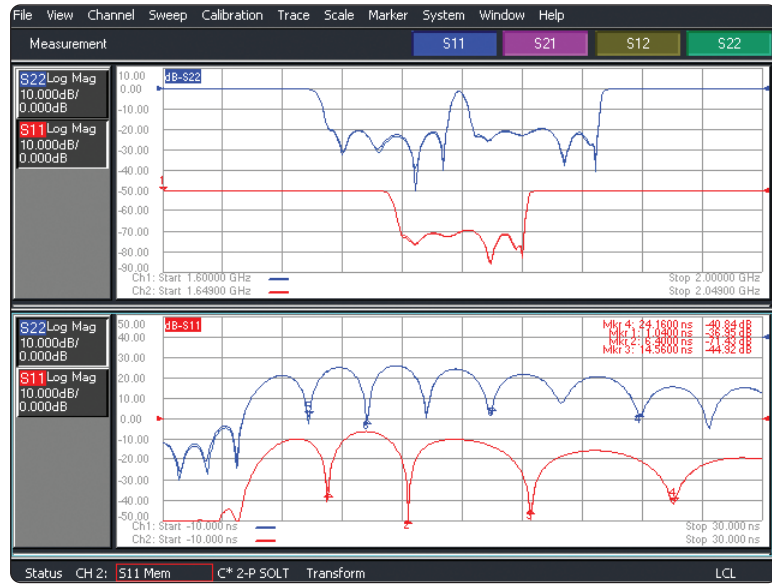 File View Channel Sweep Calibration Trace Scale Marker System Window Help
Measurement S11 S21 S12 S22
S22 Log Mag
10.000dB/
0.000dB
S11 Log Mag
10.000dB/
0.000dB
dB-S22
10.00
0.00
-10.00
-20.00
-30.00
-40.00
-50.00
-60.00
-70.00
-80.00
-90.00
1
Ch1: Start 1.60000 GHz Stop 2.00000 GHz
Ch2: Start 1.64900 GHz Stop 2.04900 GHz
S22 Log Mag
10.000dB/
0.000dB
S11 Log Mag
10.000dB/
0.000dB
dB-S11
50.00
40.00
30.00
20.00
10.00
0.00
-10.00
-20.00
-30.00
-40.00
-50.00
Mkr 4: 24.1600 ns -40.84 dB
Mkr 1: 1.0400 ns -36.95 dB
Mkr 2: 6.4000 ns -71.43 dB
Mkr 3: 14.5600 ns -44.92 dB
Ch1: Start -10.000 ns Stop 30.000 ns
Ch2: Start -10.000 ns Stop 30.000 ns
Status CH 2: S11 Mem C* 2-P SOLT Transform LCL